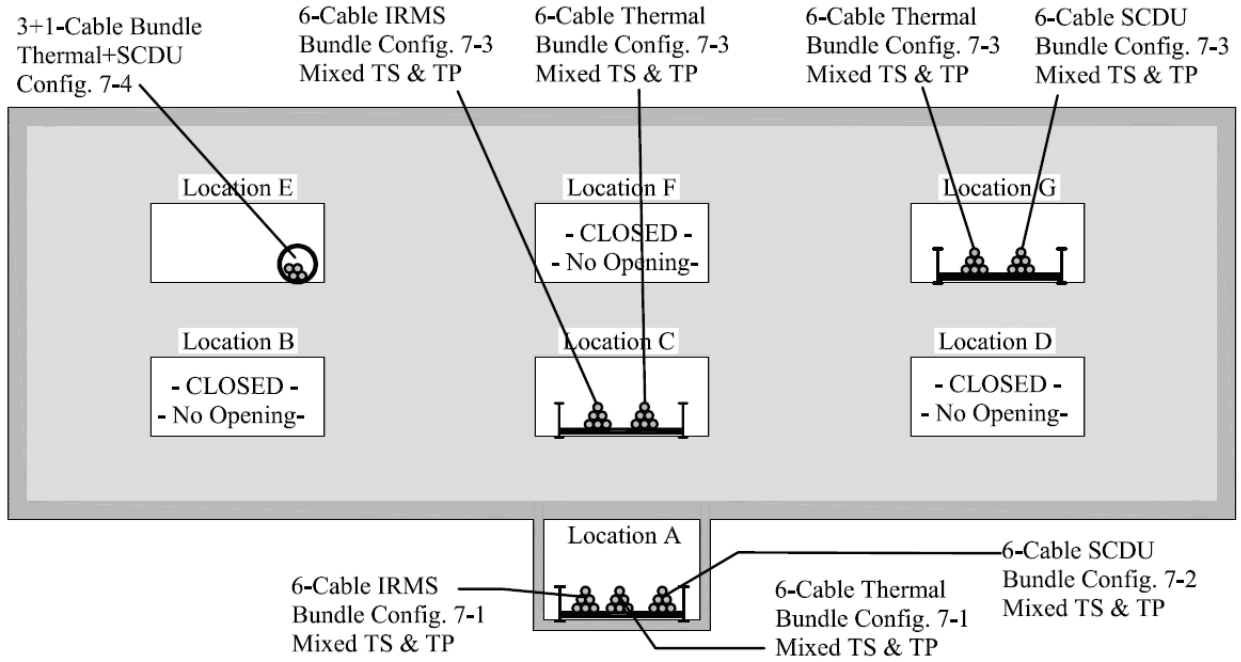 3+1-Cable Bundle
Thermal+SCDU
Config. 7-4
6-Cable IRMS
Bundle Config. 7-3
Mixed TS & TP
6-Cable Thermal
Bundle Config. 7-3
Mixed TS & TP
6-Cable Thermal
Bundle Config. 7-3
Mixed TS & TP
6-Cable SCDU
Bundle Config. 7-3
Mixed TS & TP
Location E
Location F
- CLOSED -
- No Opening-
Location G
Location B
- CLOSED -
- No Opening-
Location C
Location D
- CLOSED -
- No Opening-
Location A
6-Cable IRMS
Bundle Config. 7-1
Mixed TS & TP
6-Cable Thermal
Bundle Config. 7-1
Mixed TS & TP
6-Cable SCDU
Bundle Config. 7-2
Mixed TS & TP